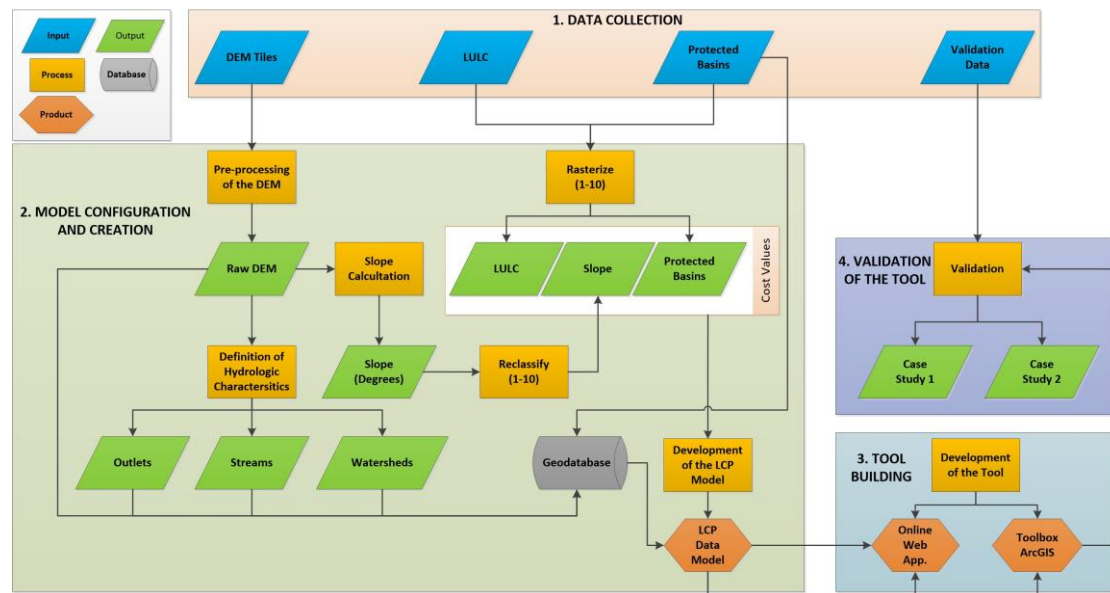 1. DATA COLLECTION
Input
Output
Process
Database
Product
DEM Tiles
LULC
Protected
Basins
Validation
Data
2. MODEL CONFIGURATION
AND CREATION
Pre-processing
of the DEM
Rasterize
(1-10)
Raw DEM
Slope
Calcultation
LULC
Slope
Protected
Basins
Cost Values
Definition of
Hydrologic
Charactersitics
Slope
(Degrees)
Reclassify
(1-10)
Outlets
Streams
Watersheds
Geodatabase
Development
of the LCP
Model
LCP
Data
Model
4. VALIDATION
OF THE TOOL
Validation
Case
Study 1
Case
Study 2
3. TOOL
BUILDING
Development
of the Tool
Online
Web
App.
Toolbox
ArcGIS